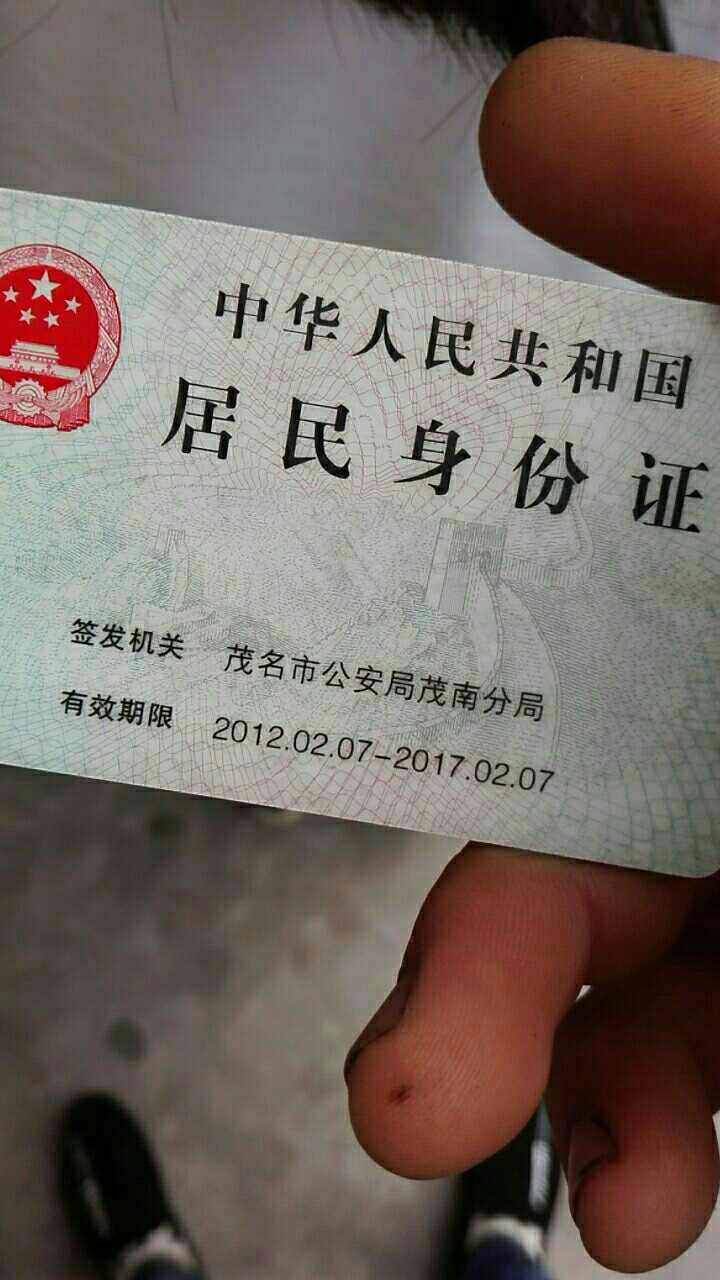 中华人民共和国
居民身份证
签发机关 茂名市公安局茂南分局
有效期限 2012.02.07-2017.02.07